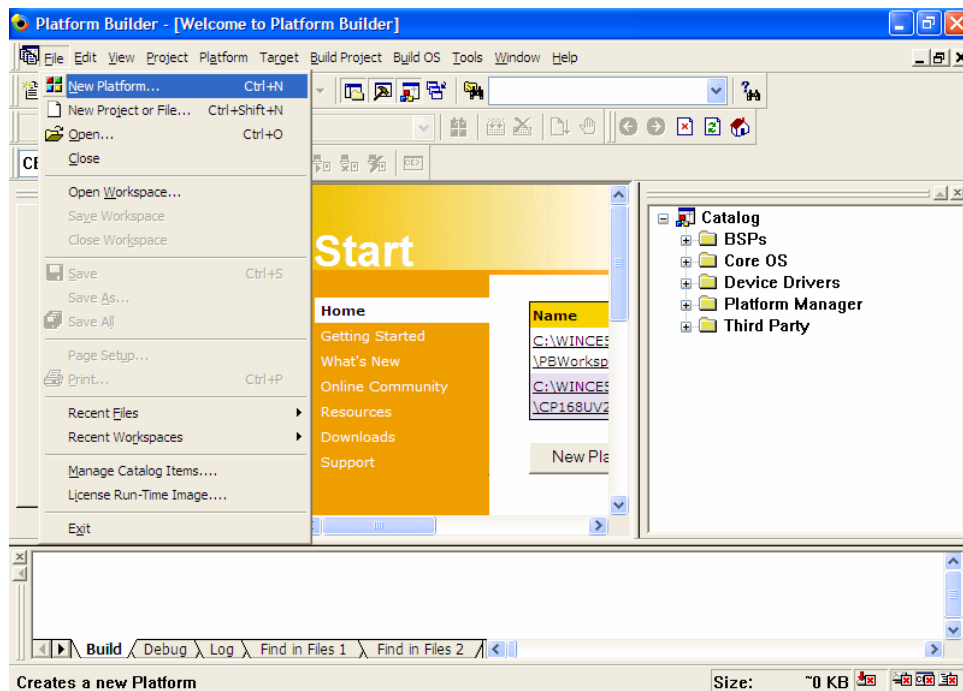 Platform Builder - [Welcome to Platform Builder]
File Edit View Project Platform Target Build Project Build OS Tools Window Help
New Platform... Ctrl+N
New Project or File... Ctrl+Shift+N
Open... Ctrl+O
Close
Open Workspace...
Save Workspace
Close Workspace
Save Ctrl+S
Save As...
Save All
Page Setup...
Print... Ctrl+P
Recent Files
Recent Workspaces
Manage Catalog Items....
License Run-Time Image....
Exit
Start
Home
Getting Started
What's New
Online Community
Resources
Downloads
Support
Name
C:\WINCE5
\PBWorksp
C:\WINCE5
\CP168UV2
New Pla
Catalog
BSPs
Core OS
Device Drivers
Platform Manager
Third Party
Build Debug Log Find in Files 1 Find in Files 2
Creates a new Platform Size: ~0 KB